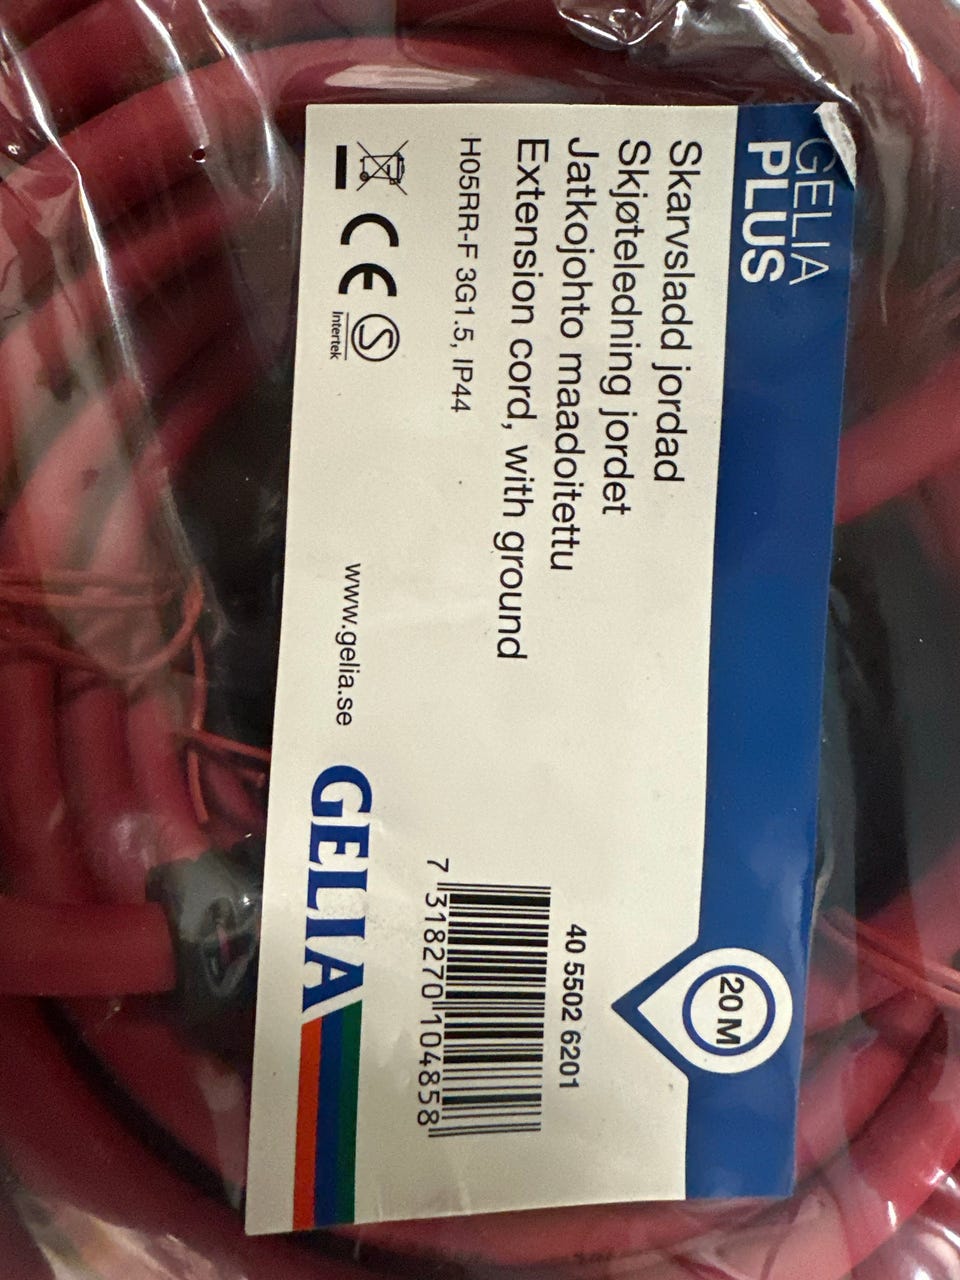 GELIA
PLUS
20 M
Skarvsladd jordad
Skjøteledning jordet
Jatkojohto maadoitettu
Extension cord, with ground
H05RR-F 3G1.5, IP44
40 5502 6201
7 318270 104858
CE
S
Intertek
www.gelia.se
GELIA